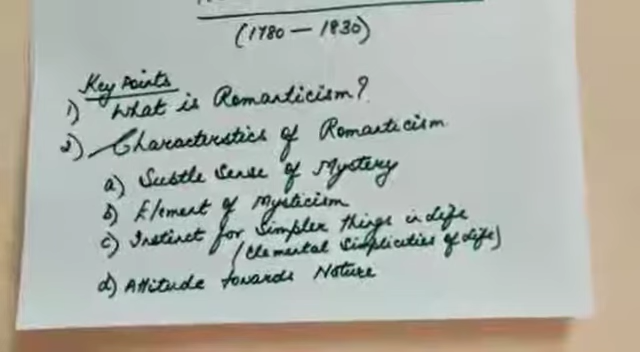 (1780 — 1830)
Key Points
1) What is Romanticism?
2) Characteristics of Romanticism
a) Subtle Sense of Mystery
b) Element of Mysticism
c) Instinct for Simpler things in Life
(Elemental Simplicities of Life)
d) Attitude towards Nature